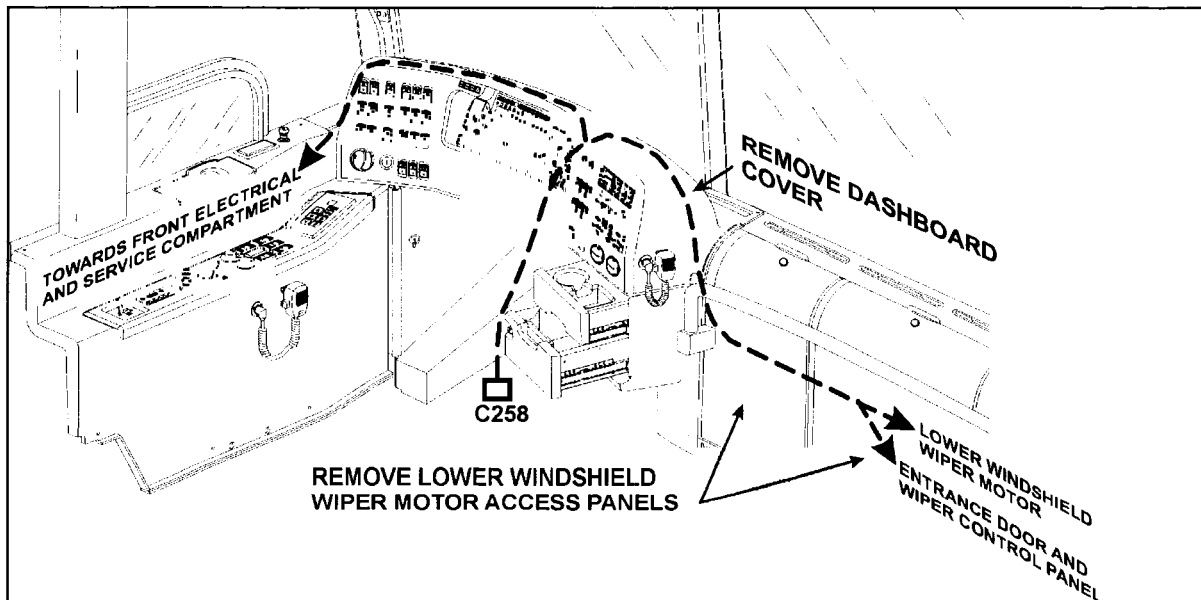 REMOVE DASHBOARD
COVER
TOWARDS FRONT ELECTRICAL
AND SERVICE COMPARTMENT
C258
REMOVE LOWER WINDSHIELD
WIPER MOTOR ACCESS PANELS
LOWER WINDSHIELD
WIPER MOTOR
ENTRANCE DOOR AND
WIPER CONTROL PANEL